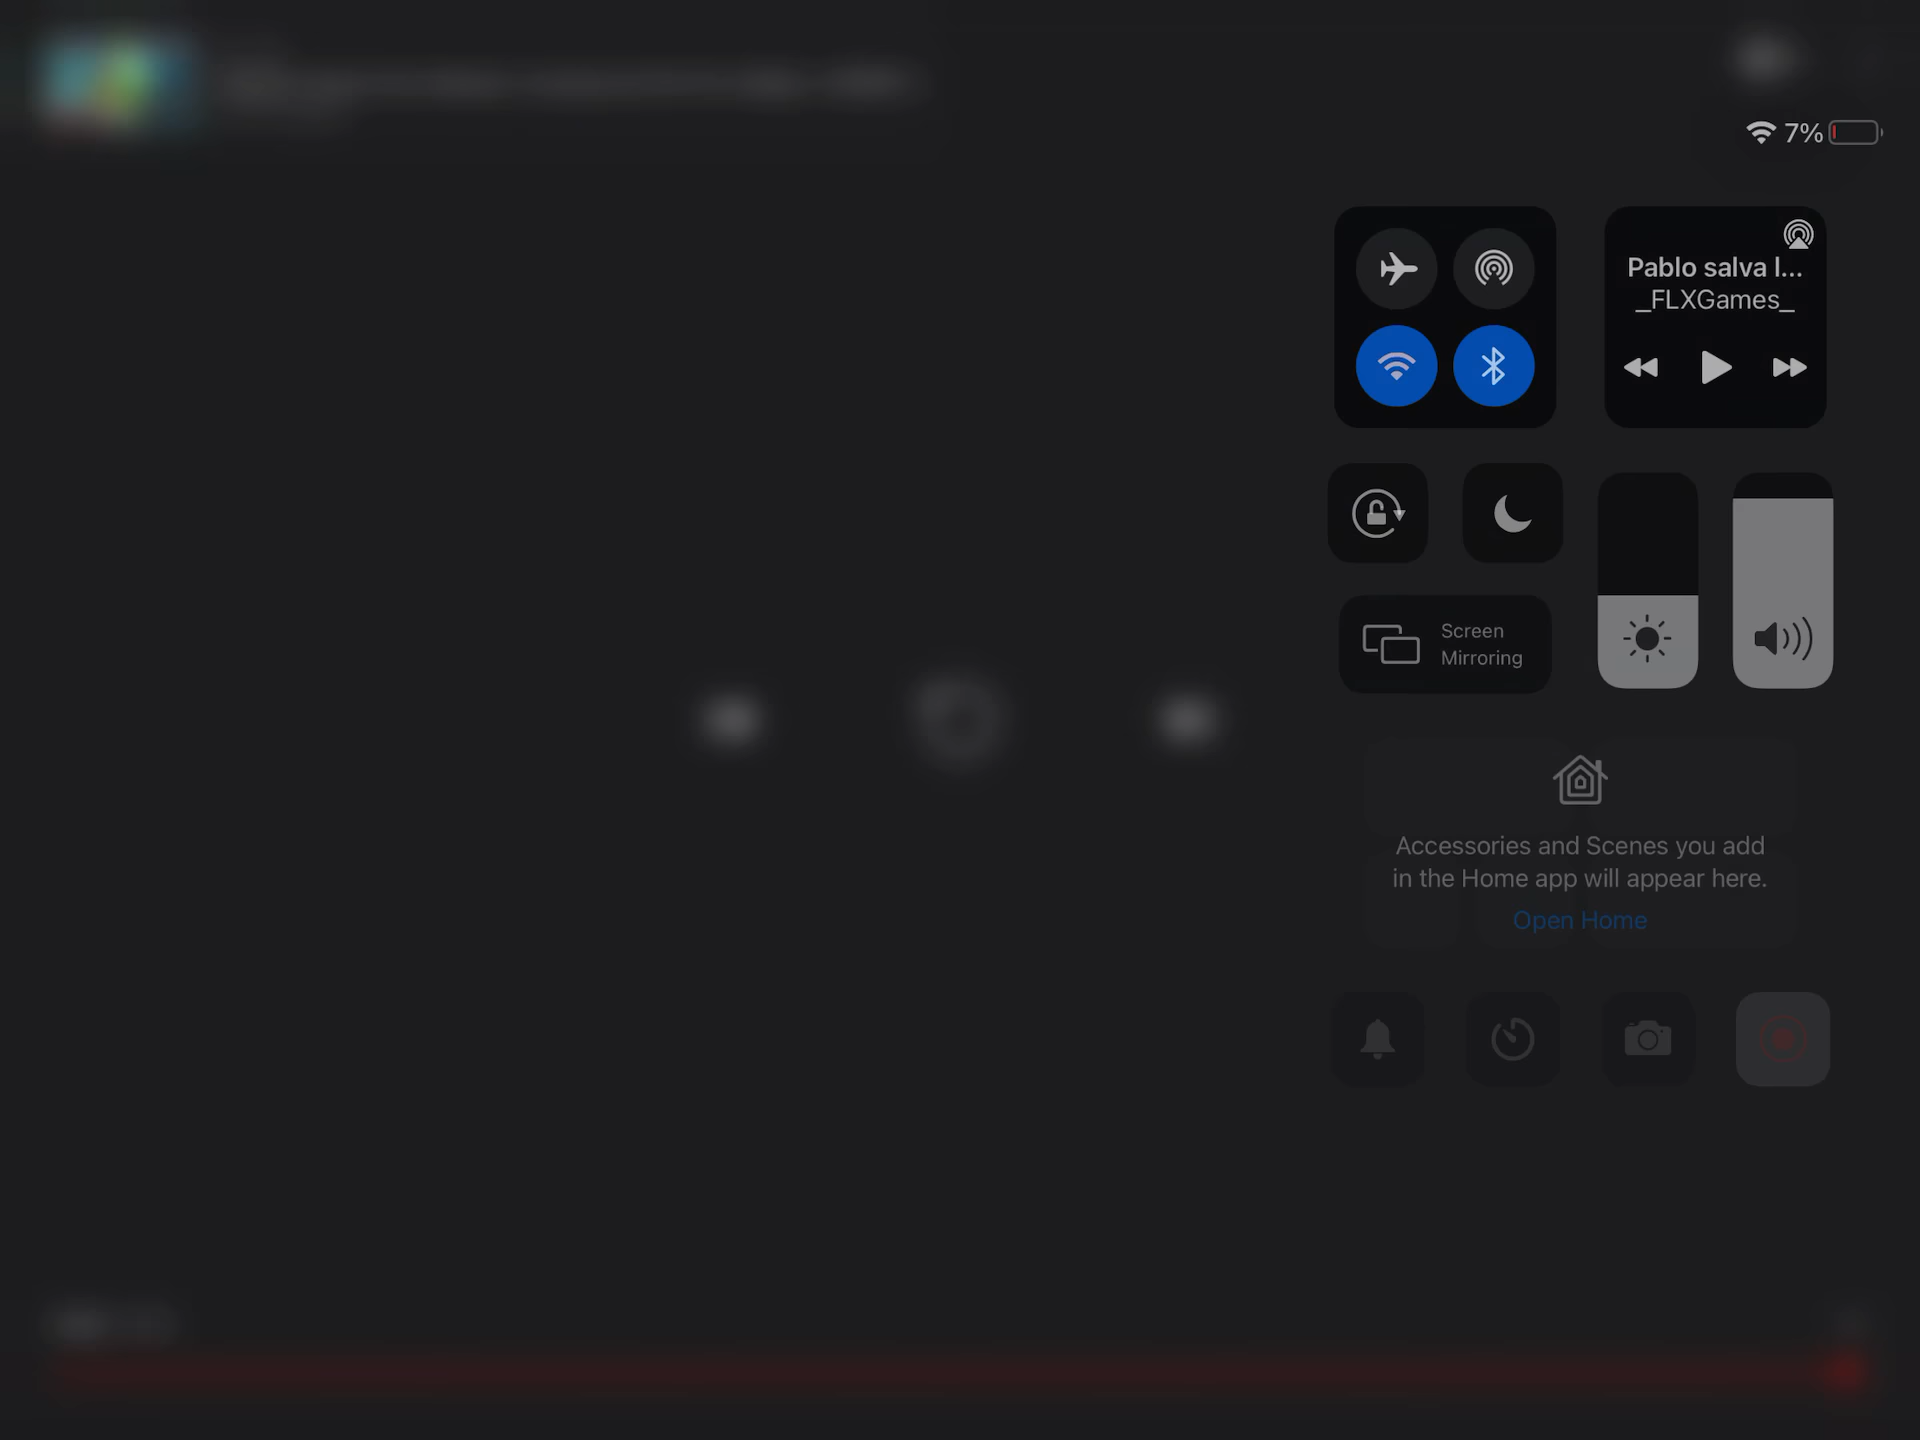 7%
Pablo salva l...
_FLXGames_
Screen
Mirroring
Accessories and Scenes you add
in the Home app will appear here.
Open Home